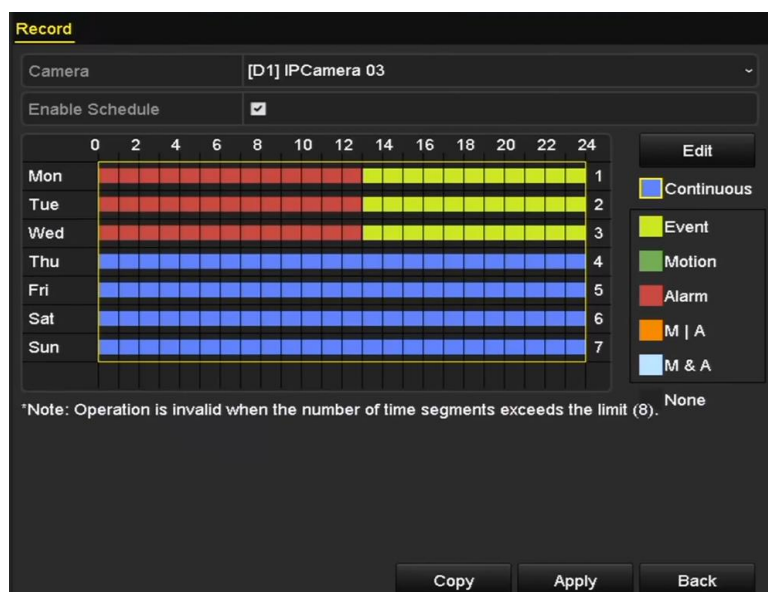 Record
Camera [D1] IPCamera 03
Enable Schedule
0 2 4 6 8 10 12 14 16 18 20 22 24
Edit
Mon 1
Continuous
Tue 2
Event
Wed 3
Thu 4
Motion
Fri 5
Alarm
Sat 6
M | A
Sun 7
M & A
None
*Note: Operation is invalid when the number of time segments exceeds the limit (8).
Copy Apply Back